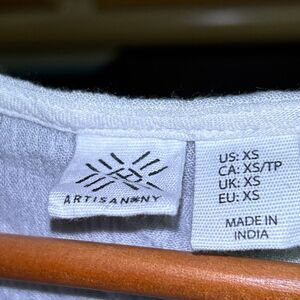 ARTISAN NY
US: XS
CA: XS/TP
UK: XS
EU: XS
MADE IN
INDIA